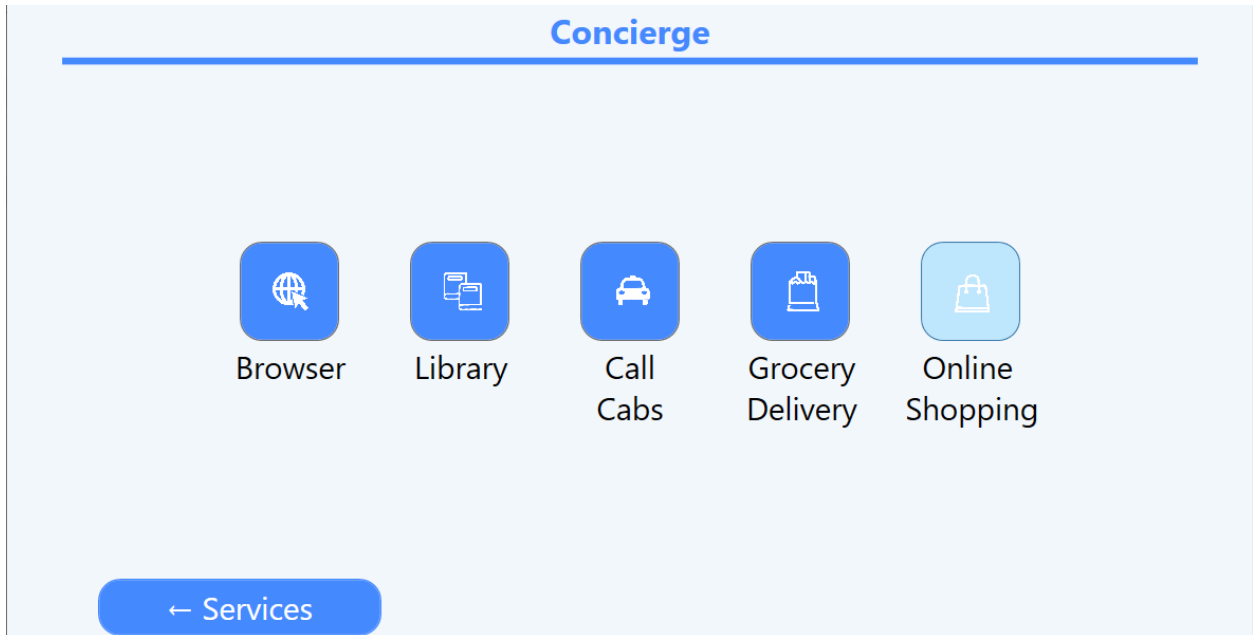 Concierge
Browser
Library
Call
Cabs
Grocery
Delivery
Online
Shopping
← Services